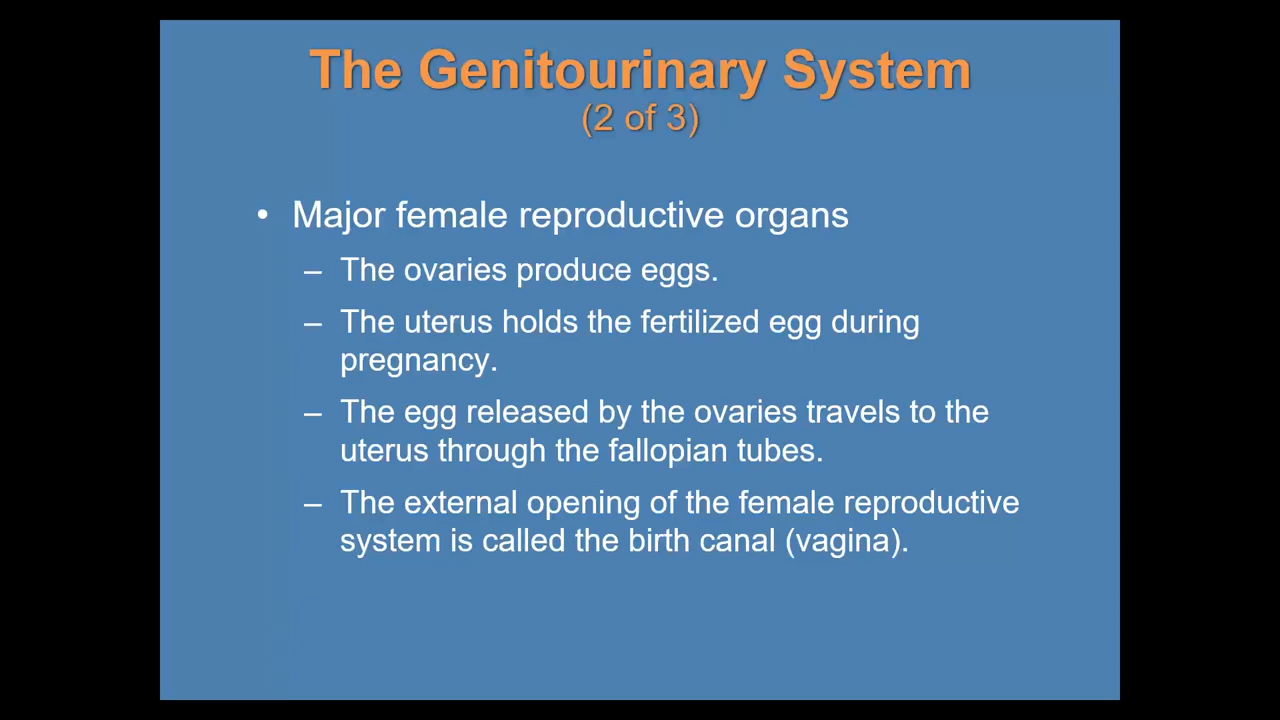 The Genitourinary System
(2 of 3)
• Major female reproductive organs
– The ovaries produce eggs.
– The uterus holds the fertilized egg during
pregnancy.
– The egg released by the ovaries travels to the
uterus through the fallopian tubes.
– The external opening of the female reproductive
system is called the birth canal (vagina).